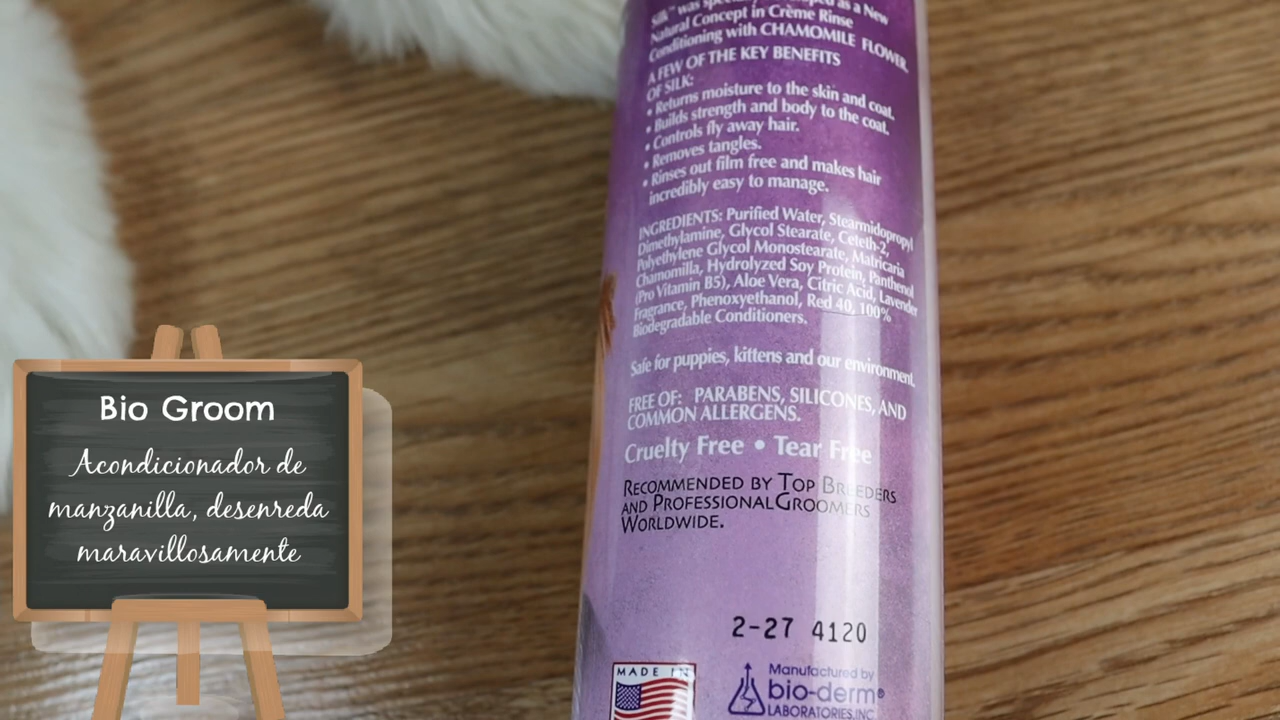 Silk™ was
as a New
Natural Concept in Crème Rinse
Conditioning with CHAMOMILE FLOWER.
A FEW OF THE KEY BENEFITS
OF SILK:
• Returns moisture to the skin and coat.
• Builds strength and body to the coat.
• Controls fly away hair.
• Removes tangles.
• Rinses out film free and makes hair
incredibly easy to manage.
INGREDIENTS: Purified Water, Stearmidopropyl
Dimethylamine, Glycol Stearate, Ceteth-2,
Polyethylene Glycol Monostearate, Matricaria
Chamomilla, Hydrolyzed Soy Protein, Panthenol
(Pro Vitamin B5), Aloe Vera, Citric Acid, Lavender
Fragrance, Phenoxyethanol, Red 40, 100%
Biodegradable Conditioners.
Safe for puppies, kittens and our environment.
FREE OF: PARABENS, SILICONES, AND
COMMON ALLERGENS.
Cruelty Free • Tear Free
RECOMMENDED BY TOP BREEDERS
AND PROFESSIONAL GROOMERS
WORLDWIDE.
2-27 4120
MADE IN
Manufactured by
bio-derm®
LABORATORIES, INC.
Bio Groom
Acondicionador de
manzanilla, desenreda
maravillosamente